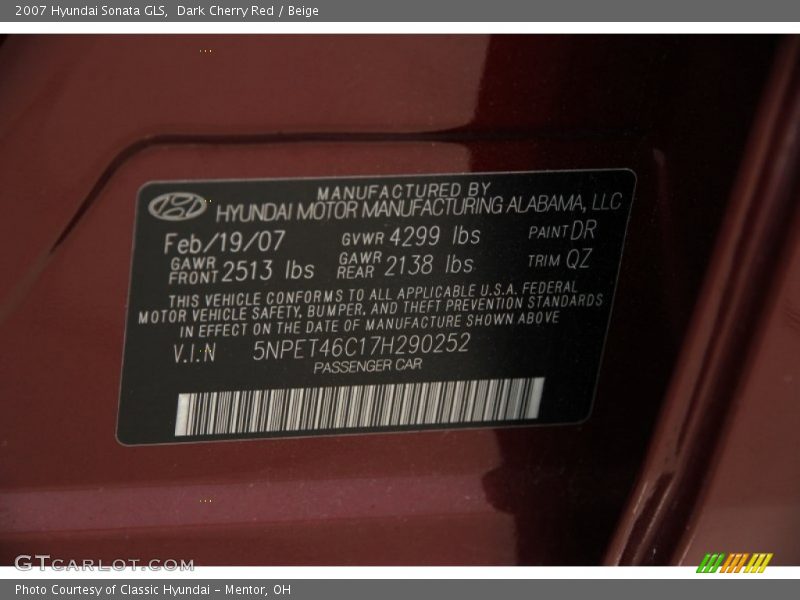 2007 Hyundai Sonata GLS,  Dark Cherry Red / Beige
MANUFACTURED BY
HYUNDAI MOTOR MANUFACTURING ALABAMA, LLC
Feb/19/07 GVWR 4299 lbs PAINT DR
GAWR FRONT 2513 lbs GAWR REAR 2138 lbs TRIM QZ
THIS VEHICLE CONFORMS TO ALL APPLICABLE U.S.A. FEDERAL
MOTOR VEHICLE SAFETY, BUMPER, AND THEFT PREVENTION STANDARDS
IN EFFECT ON THE DATE OF MANUFACTURE SHOWN ABOVE
V.I.N 5NPET46C17H290252
PASSENGER CAR
GTCARLOT.COM
Photo Courtesy of Classic Hyundai - Mentor, OH